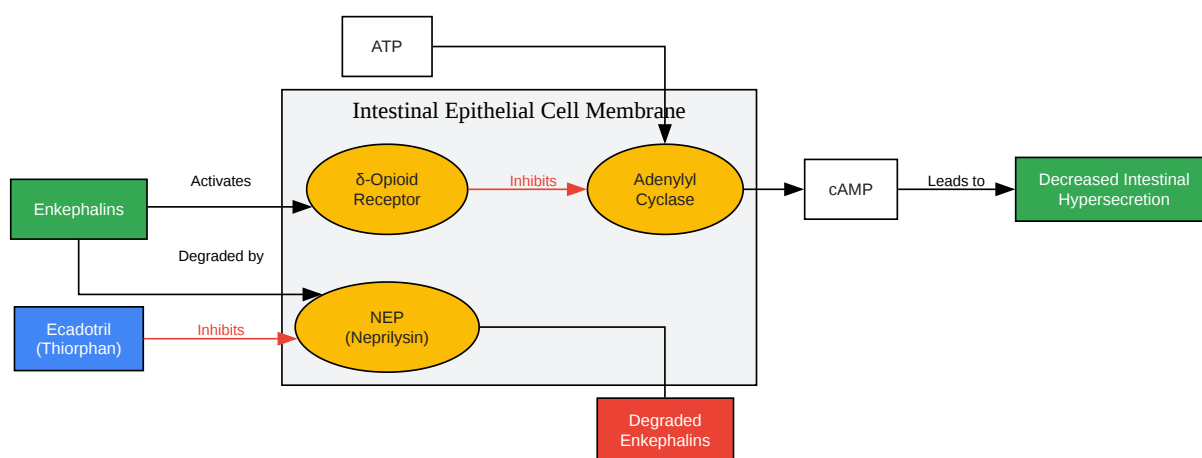 ATP
Intestinal Epithelial Cell Membrane
Activates
δ-Opioid
Receptor
Inhibits
Adenylyl
Cyclase
cAMP
Leads to
Decreased Intestinal
Hypersecretion
Enkephalins
Degraded by
Ecadotril
(Thiorphan)
Inhibits
NEP
(Neprilysin)
Degraded
Enkephalins